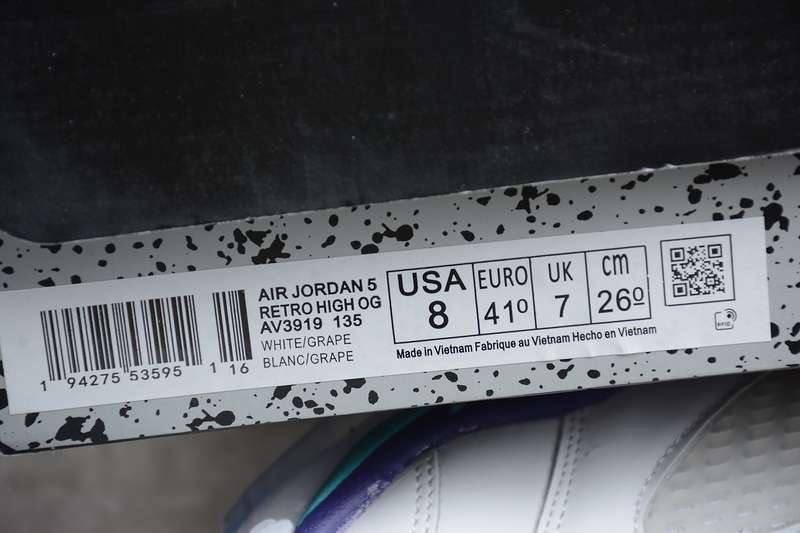 AIR JORDAN 5
RETRO HIGH OG
AV3919 135
WHITE/GRAPE
BLANC/GRAPE
1 94275 53595 1 16
USA
8
EURO
41º
UK
7
cm
26º
Made in Vietnam Fabrique au Vietnam Hecho en Vietnam
RFID